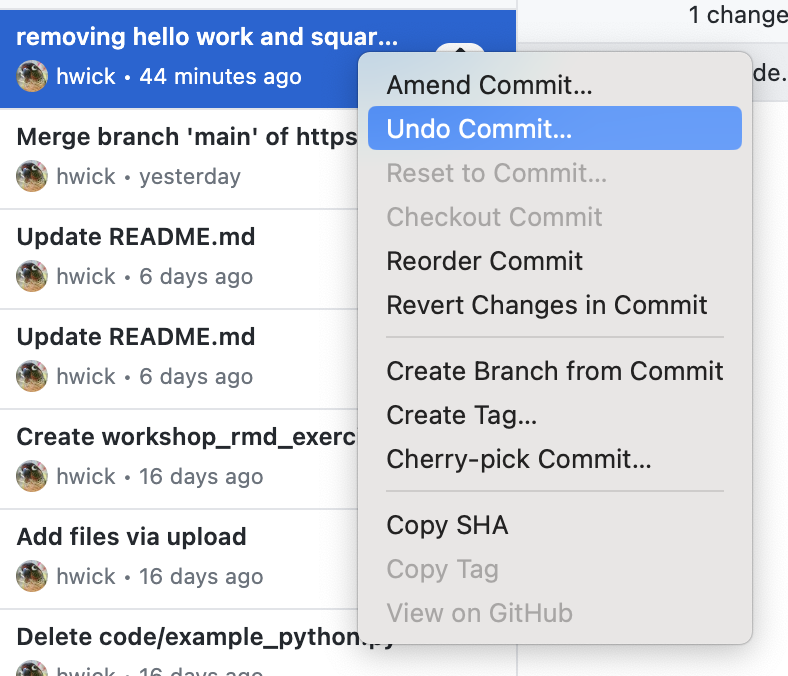 1 change
removing hello work and squar...
hwick • 44 minutes ago
de.
Merge branch 'main' of https
hwick • yesterday
Update README.md
hwick • 6 days ago
Update README.md
hwick • 6 days ago
Create workshop_rmd_exerc
hwick • 16 days ago
Add files via upload
hwick • 16 days ago
Delete code/example_python.py
hwick • 16 days ago
Amend Commit...
Undo Commit...
Reset to Commit...
Checkout Commit
Reorder Commit
Revert Changes in Commit
Create Branch from Commit
Create Tag...
Cherry-pick Commit...
Copy SHA
Copy Tag
View on GitHub